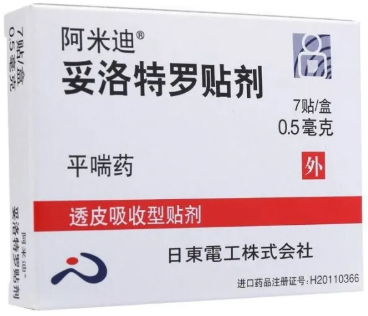 阿米迪®
妥洛特罗贴剂
7贴/盒
0.5毫克
平喘药
外
透皮吸收型贴剂
日東電工株式会社
进口药品注册证号:H20110366
7贴/盒
0.5毫克
阿米迪®
妥洛特罗贴剂